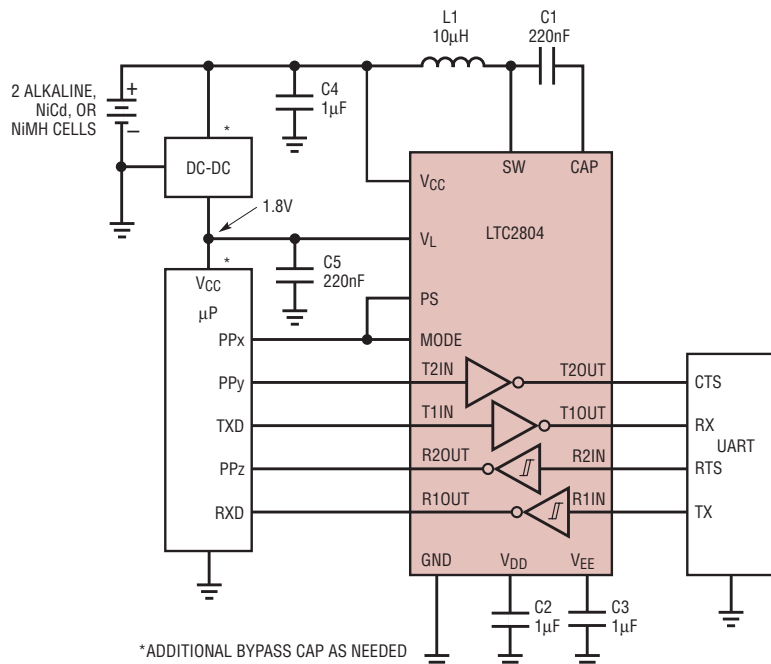 L1
10µH
C1
220nF
2 ALKALINE,
NiCd, OR
NiMH CELLS
+
–
C4
1µF
*
DC-DC
SW
CAP
VCC
1.8V
LTC2804
VL
*
C5
220nF
VCC
µP
PS
PPx
MODE
PPy
T2IN
T2OUT
CTS
TXD
T1IN
T1OUT
RX
UART
PPz
R2OUT
R2IN
RTS
RXD
R1OUT
R1IN
TX
GND
VDD
VEE
C2
1µF
C3
1µF
*ADDITIONAL BYPASS CAP AS NEEDED